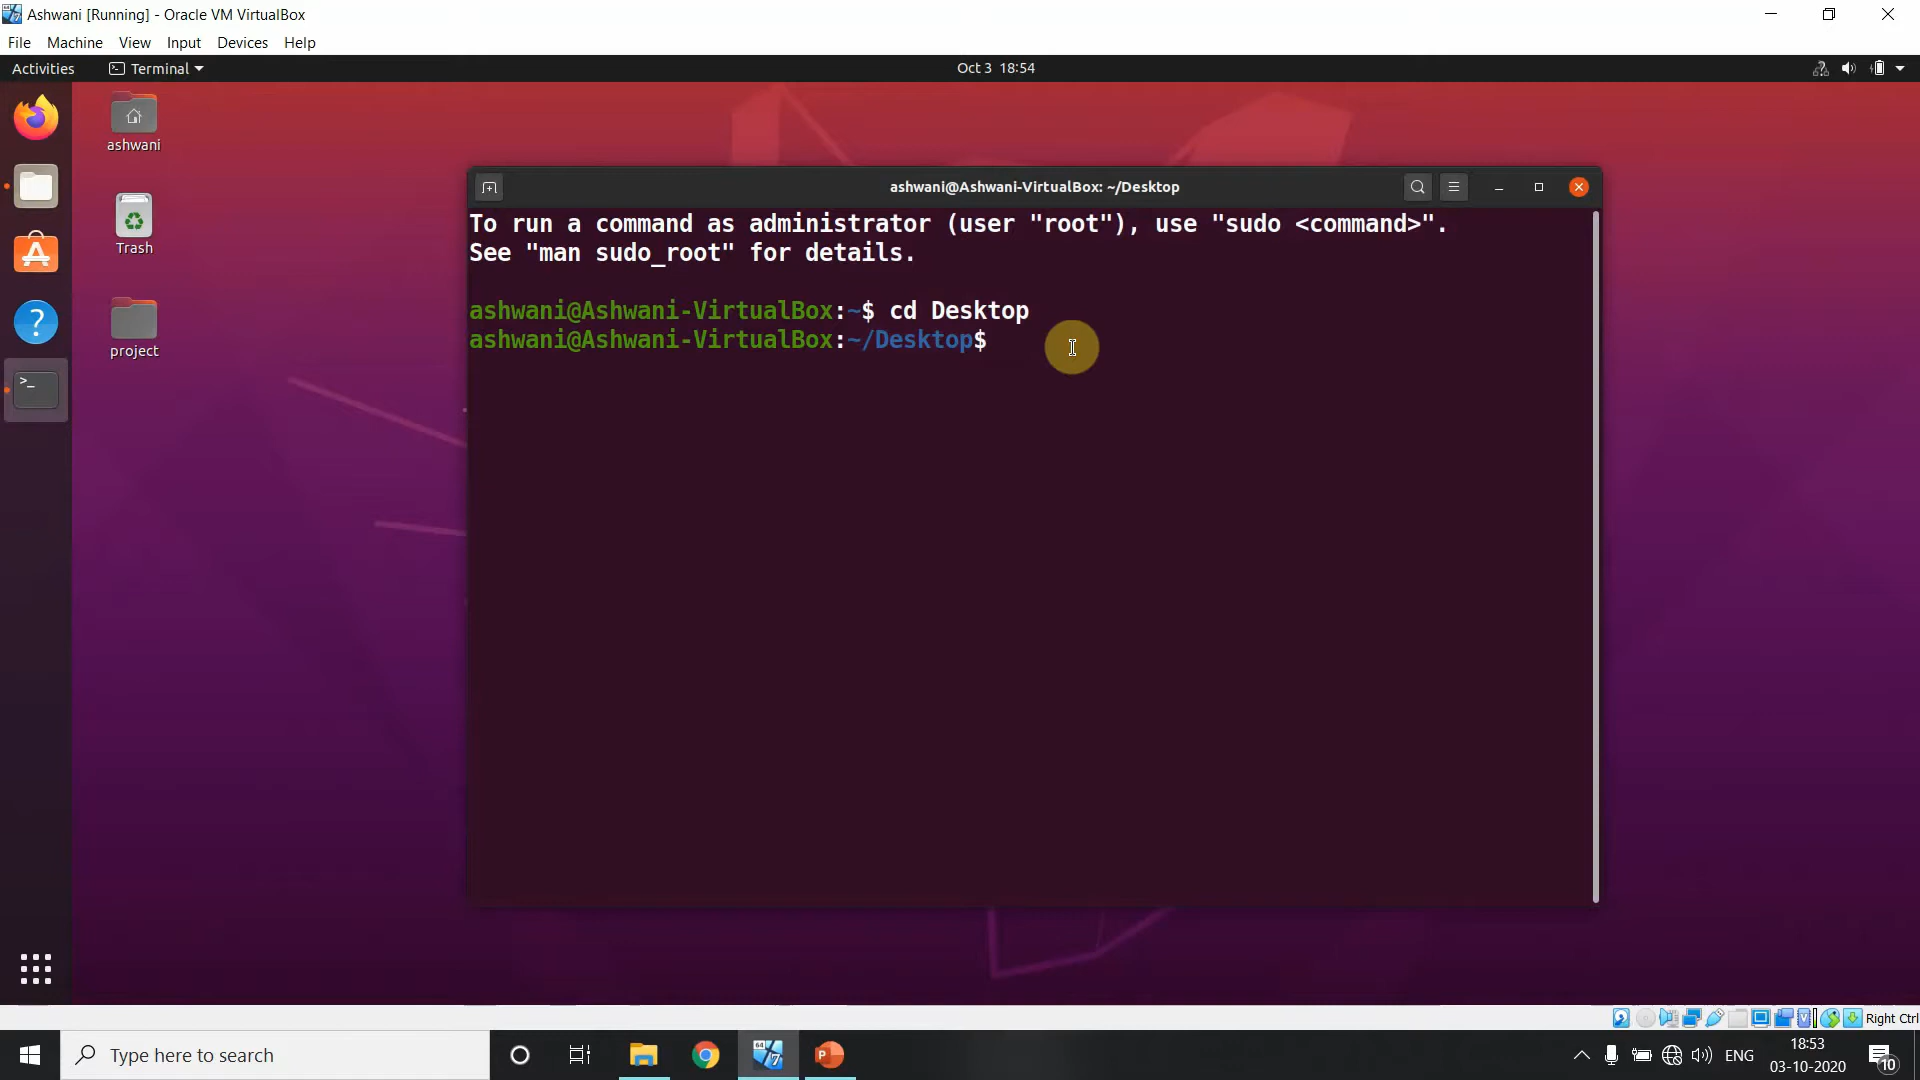 Ashwani [Running] - Oracle VM VirtualBox
File Machine View Input Devices Help
Activities Terminal Oct 3 18:54
ashwani
Trash
project
ashwani@Ashwani-VirtualBox: ~/Desktop
To run a command as administrator (user "root"), use "sudo <command>".
See "man sudo_root" for details.
ashwani@Ashwani-VirtualBox:~$ cd Desktop
ashwani@Ashwani-VirtualBox:~/Desktop$
Right Ctrl
Type here to search
ENG
18:53
03-10-2020
10